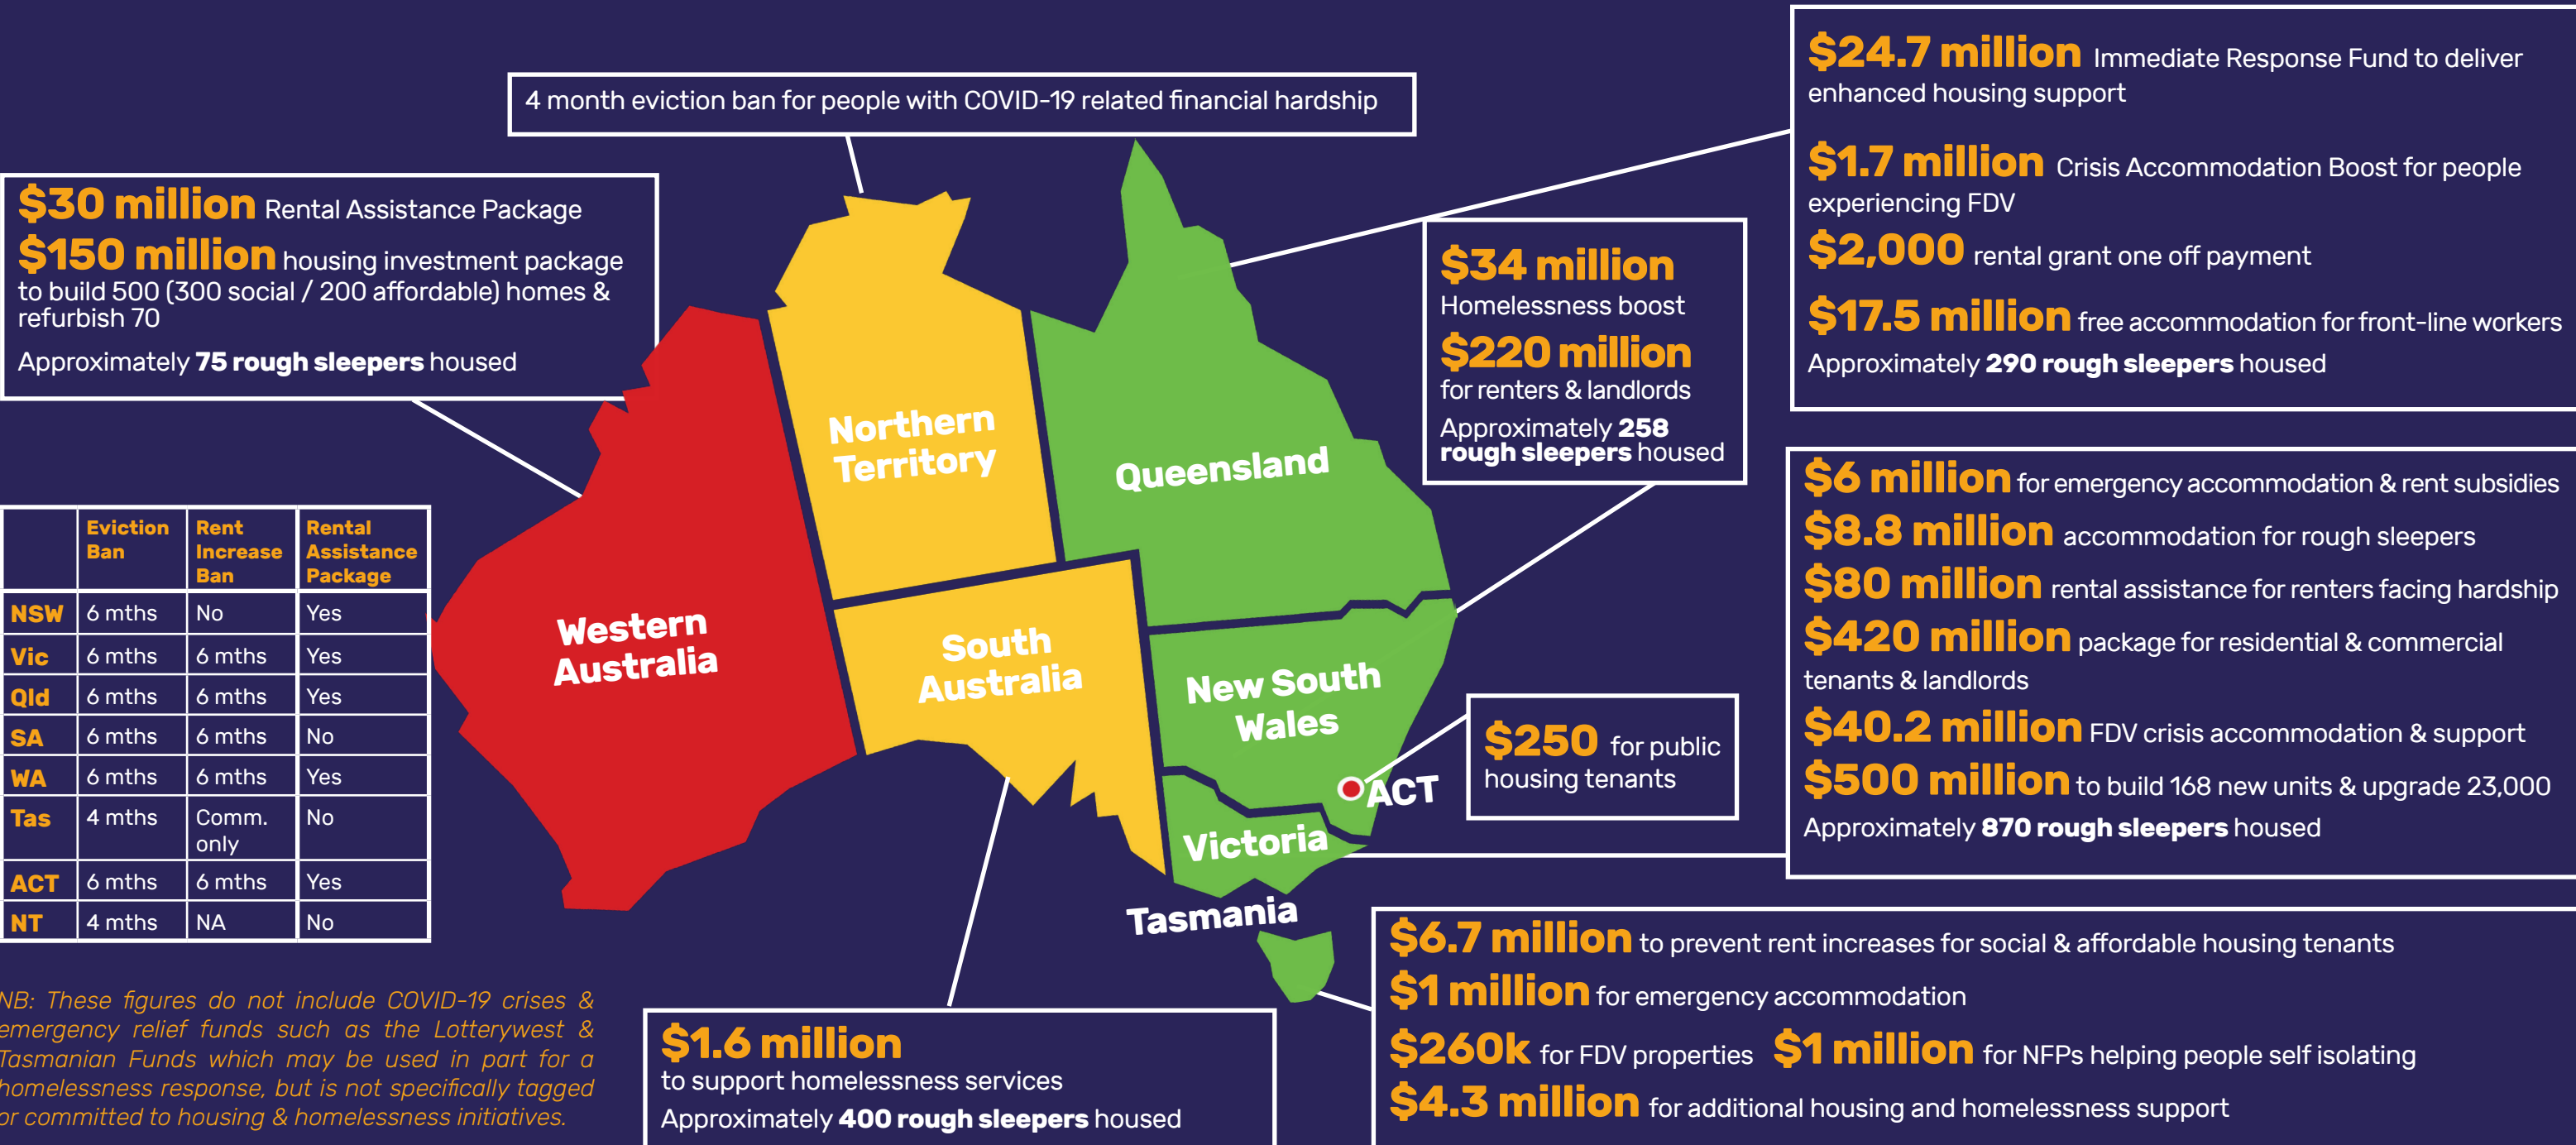 4 month eviction ban for people with COVID-19 related financial hardship
$30 million Rental Assistance Package
$150 million housing investment package
to build 500 (300 social / 200 affordable) homes &
refurbish 70
Approximately 75 rough sleepers housed
$24.7 million Immediate Response Fund to deliver
enhanced housing support
$1.7 million Crisis Accommodation Boost for people
experiencing FDV
$2,000 rental grant one off payment
$17.5 million free accommodation for front-line workers
Approximately 290 rough sleepers housed
$34 million
Homelessness boost
$220 million
for renters & landlords
Approximately 258
rough sleepers housed
$6 million for emergency accommodation & rent subsidies
$8.8 million accommodation for rough sleepers
$80 million rental assistance for renters facing hardship
$420 million package for residential & commercial
tenants & landlords
$40.2 million FDV crisis accommodation & support
$500 million to build 168 new units & upgrade 23,000
Approximately 870 rough sleepers housed
Northern
Territory
Queensland
Western
Australia
South
Australia
New South
Wales
ACT
Victoria
Tasmania
$250 for public
housing tenants
Eviction Ban Rent Increase Ban Rental Assistance Package
NSW 6 mths No Yes
Vic 6 mths 6 mths Yes
Qld 6 mths 6 mths Yes
SA 6 mths 6 mths No
WA 6 mths 6 mths Yes
Tas 4 mths Comm. only No
ACT 6 mths 6 mths Yes
NT 4 mths NA No
NB: These figures do not include COVID-19 crises &
emergency relief funds such as the Lotterywest &
Tasmanian Funds which may be used in part for a
homelessness response, but is not specifically tagged
or committed to housing & homelessness initiatives.
$1.6 million
to support homelessness services
Approximately 400 rough sleepers housed
$6.7 million to prevent rent increases for social & affordable housing tenants
$1 million for emergency accommodation
$260k for FDV properties $1 million for NFPs helping people self isolating
$4.3 million for additional housing and homelessness support